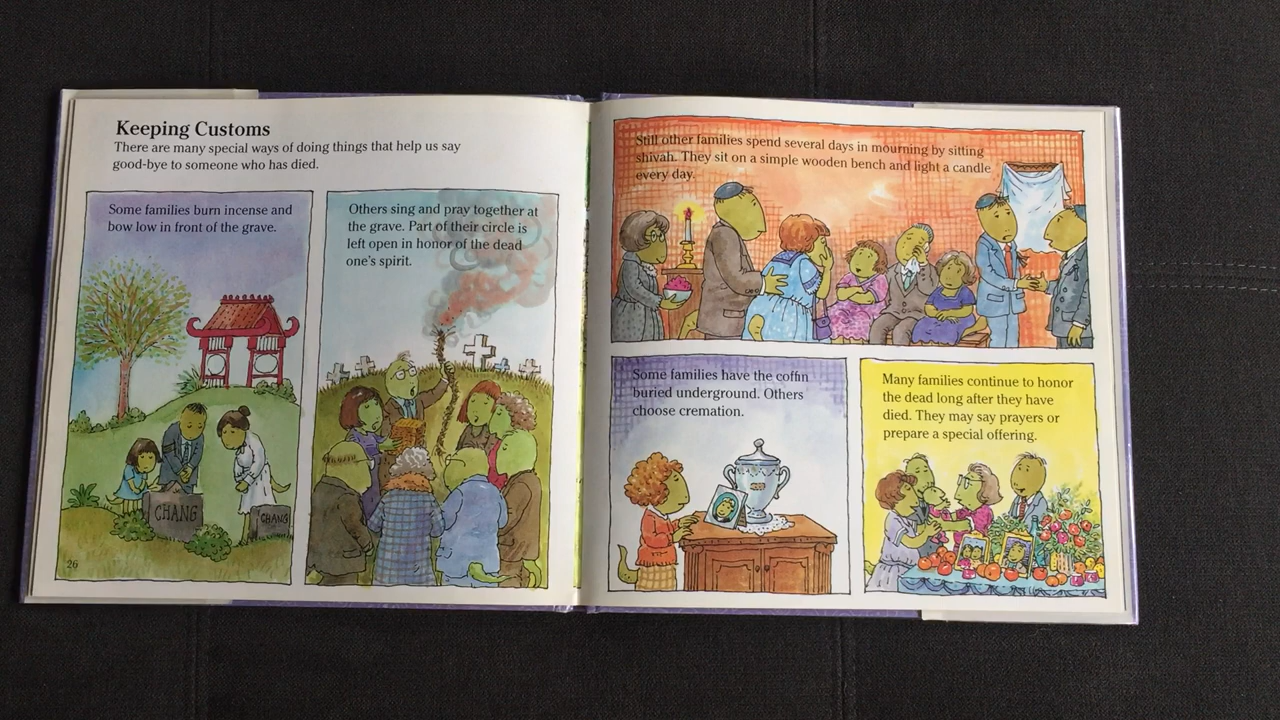 Keeping Customs
There are many special ways of doing things that help us say
good-bye to someone who has died.
Some families burn incense and
bow low in front of the grave.
CHANG
CHANG
26
Others sing and pray together at
the grave. Part of their circle is
left open in honor of the dead
one's spirit.
Still other families spend several days in mourning by sitting
shivah. They sit on a simple wooden bench and light a candle
every day.
Some families have the coffin
buried underground. Others
choose cremation.
Many families continue to honor
the dead long after they have
died. They may say prayers or
prepare a special offering.